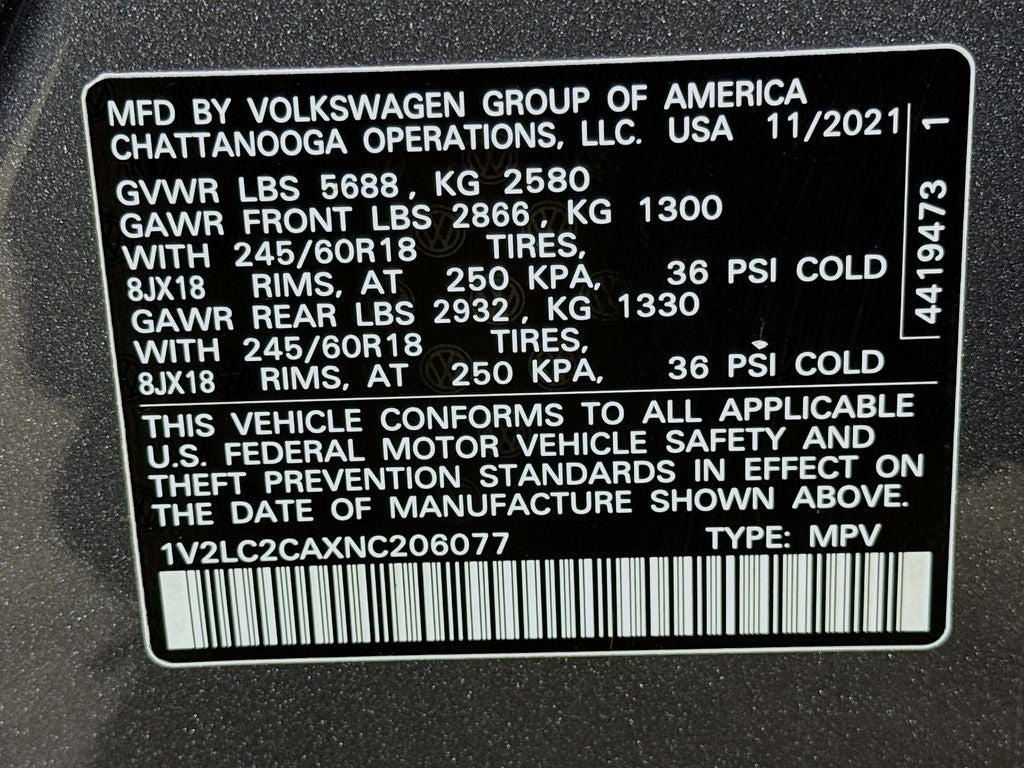 MFD BY VOLKSWAGEN GROUP OF AMERICA
CHATTANOOGA OPERATIONS, LLC. USA 11/2021
GVWR LBS 5688, KG 2580
GAWR FRONT LBS 2866, KG 1300
WITH 245/60R18 TIRES,
8JX18 RIMS, AT 250 KPA, 36 PSI COLD
GAWR REAR LBS 2932, KG 1330
WITH 245/60R18 TIRES,
8JX18 RIMS, AT 250 KPA, 36 PSI COLD
4419473 1
THIS VEHICLE CONFORMS TO ALL APPLICABLE
U.S. FEDERAL MOTOR VEHICLE SAFETY AND
THEFT PREVENTION STANDARDS IN EFFECT ON
THE DATE OF MANUFACTURE SHOWN ABOVE.
1V2LC2CAXNC206077 TYPE: MPV